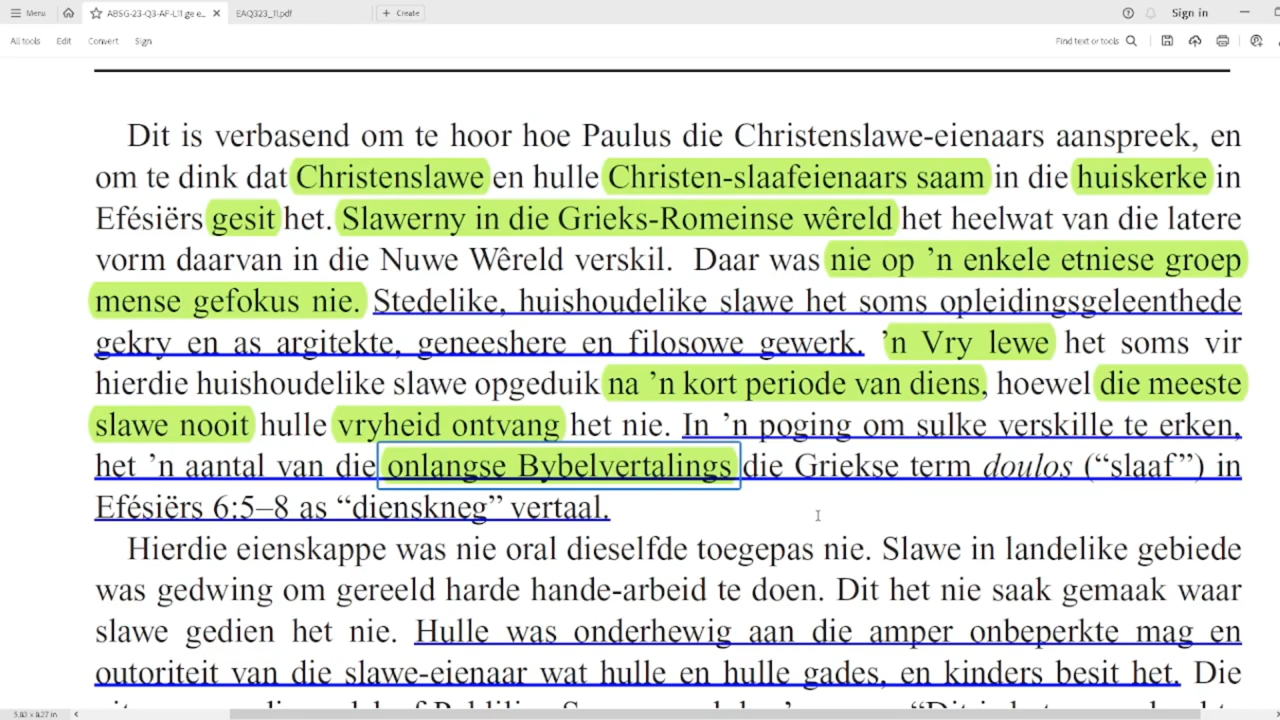 Menu
ABSG-23-Q3-AF-L11 ge e...
EAQ323_11.pdf
Create
Sign in
All tools Edit Convert Sign
Find text or tools
Dit is verbasend om te hoor hoe Paulus die Christenslawe-eienaars aanspreek, en
om te dink dat Christenslawe en hulle Christen-slaafeienaars saam in die huiskerke in
Efésiërs gesit het. Slawerny in die Grieks-Romeinse wêreld het heelwat van die latere
vorm daarvan in die Nuwe Wêreld verskil. Daar was nie op ’n enkele etniese groep
mense gefokus nie. Stedelike, huishoudelike slawe het soms opleidingsgeleenthede
gekry en as argitekte, geneeshere en filosowe gewerk. ’n Vry lewe het soms vir
hierdie huishoudelike slawe opgeduik na ’n kort periode van diens, hoewel die meeste
slawe nooit hulle vryheid ontvang het nie. In ’n poging om sulke verskille te erken,
het ’n aantal van die onlangse Bybelvertalings die Griekse term doulos (“slaaf”) in
Efésiërs 6:5–8 as “dienskneg” vertaal.
Hierdie eienskappe was nie oral dieselfde toegepas nie. Slawe in landelike gebiede
was gedwing om gereeld harde hande-arbeid te doen. Dit het nie saak gemaak waar
slawe gedien het nie. Hulle was onderhewig aan die amper onbeperkte mag en
outoriteit van die slawe-eienaar wat hulle en hulle gades, en kinders besit het. Die
5.83 x 8.27 in